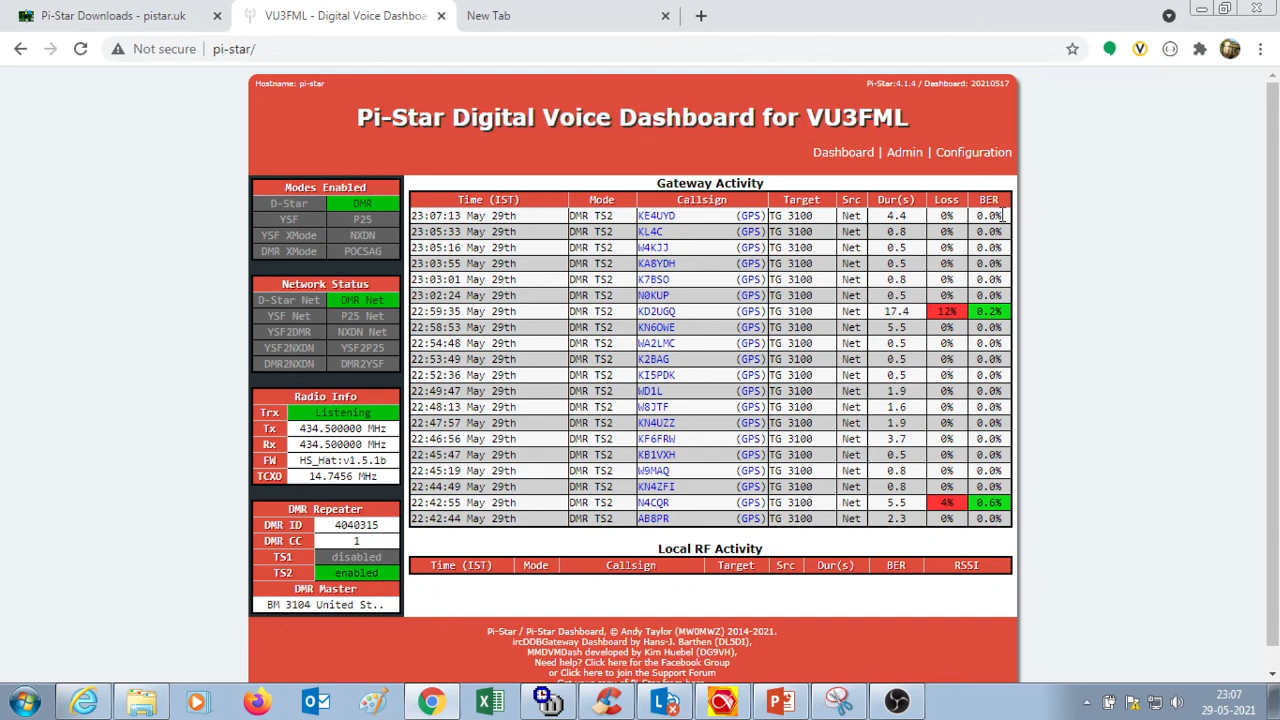 Pi-Star Downloads - pistar.uk
VU3FML - Digital Voice Dashboa
New Tab
Not secure
pi-star/
Hostname: pi-star
Pi-Star:4.1.4 / Dashboard: 20210517
Pi-Star Digital Voice Dashboard for VU3FML
Dashboard | Admin | Configuration
Modes Enabled
D-Star DMR
YSF P25
YSF XMode NXDN
DMR XMode POCSAG
Network Status
D-Star Net DMR Net
YSF Net P25 Net
YSF2DMR NXDN Net
YSF2NXDN YSF2P25
DMR2NXDN DMR2YSF
Radio Info
Trx Listening
Tx 434.500000 MHz
Rx 434.500000 MHz
FW HS_Hat:v1.5.1b
TCXO 14.7456 MHz
DMR Repeater
DMR ID 4040315
DMR CC 1
TS1 disabled
TS2 enabled
DMR Master
BM 3104 United St..
Gateway Activity
Time (IST) Mode Callsign Target Src Dur(s) Loss BER
23:07:13 May 29th DMR TS2 KE4UYD (GPS) TG 3100 Net 4.4 0% 0.0%
23:05:33 May 29th DMR TS2 KL4C (GPS) TG 3100 Net 0.8 0% 0.0%
23:05:16 May 29th DMR TS2 W4KJJ (GPS) TG 3100 Net 0.5 0% 0.0%
23:03:55 May 29th DMR TS2 KA8YDH (GPS) TG 3100 Net 0.5 0% 0.0%
23:03:01 May 29th DMR TS2 K7BSO (GPS) TG 3100 Net 0.8 0% 0.0%
23:02:24 May 29th DMR TS2 N0KUP (GPS) TG 3100 Net 0.5 0% 0.0%
22:59:35 May 29th DMR TS2 KD2UGQ (GPS) TG 3100 Net 17.4 12% 0.2%
22:58:53 May 29th DMR TS2 KN6OWE (GPS) TG 3100 Net 5.5 0% 0.0%
22:54:48 May 29th DMR TS2 WA2LMC (GPS) TG 3100 Net 0.5 0% 0.0%
22:53:49 May 29th DMR TS2 K2BAG (GPS) TG 3100 Net 0.5 0% 0.0%
22:52:36 May 29th DMR TS2 KI5PDK (GPS) TG 3100 Net 0.5 0% 0.0%
22:49:47 May 29th DMR TS2 WD1L (GPS) TG 3100 Net 1.9 0% 0.0%
22:48:13 May 29th DMR TS2 W8JTF (GPS) TG 3100 Net 1.6 0% 0.0%
22:47:57 May 29th DMR TS2 KN4UZZ (GPS) TG 3100 Net 1.9 0% 0.0%
22:46:56 May 29th DMR TS2 KF6FRW (GPS) TG 3100 Net 3.7 0% 0.0%
22:45:47 May 29th DMR TS2 KB1VXH (GPS) TG 3100 Net 0.5 0% 0.0%
22:45:19 May 29th DMR TS2 W9MAQ (GPS) TG 3100 Net 0.8 0% 0.0%
22:44:49 May 29th DMR TS2 KN4ZFI (GPS) TG 3100 Net 0.8 0% 0.0%
22:42:55 May 29th DMR TS2 N4CQR (GPS) TG 3100 Net 5.5 4% 0.6%
22:42:44 May 29th DMR TS2 AB8PR (GPS) TG 3100 Net 2.3 0% 0.0%
Local RF Activity
Time (IST) Mode Callsign Target Src Dur(s) BER RSSI
Pi-Star / Pi-Star Dashboard, © Andy Taylor (MW0MWZ) 2014-2021.
ircDDBGateway Dashboard by Hans-J. Barthen (DL5DI),
MMDVMDash developed by Kim Huebel (DG9VH),
Need help? Click here for the Facebook Group
or Click here to join the Support Forum
23:07
29-05-2021